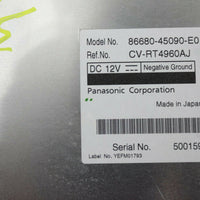 Model No. 86680-45090-E0
Ref.No. CV-RT4960AJ
DC 12V Negative Ground
Panasonic Corporation
Made in Japan
Serial No. 500159
Label No. YEFM01793